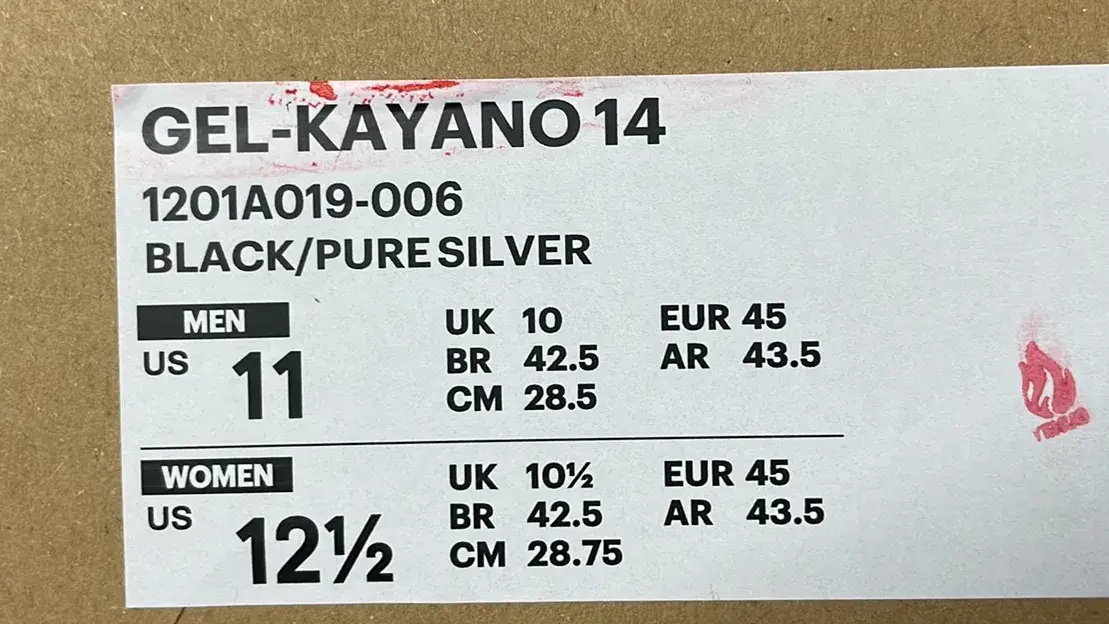 GEL-KAYANO 14
1201A019-006
BLACK/PURE SILVER
MEN
US 11
UK 10 EUR 45
BR 42.5 AR 43.5
CM 28.5
WOMEN
US 12½
UK 10½ EUR 45
BR 42.5 AR 43.5
CM 28.75